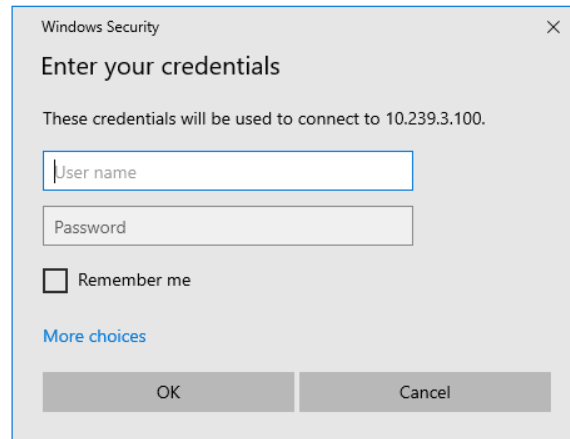 Windows Security
Enter your credentials
These credentials will be used to connect to 10.239.3.100.
User name
Password
Remember me
More choices
OK
Cancel